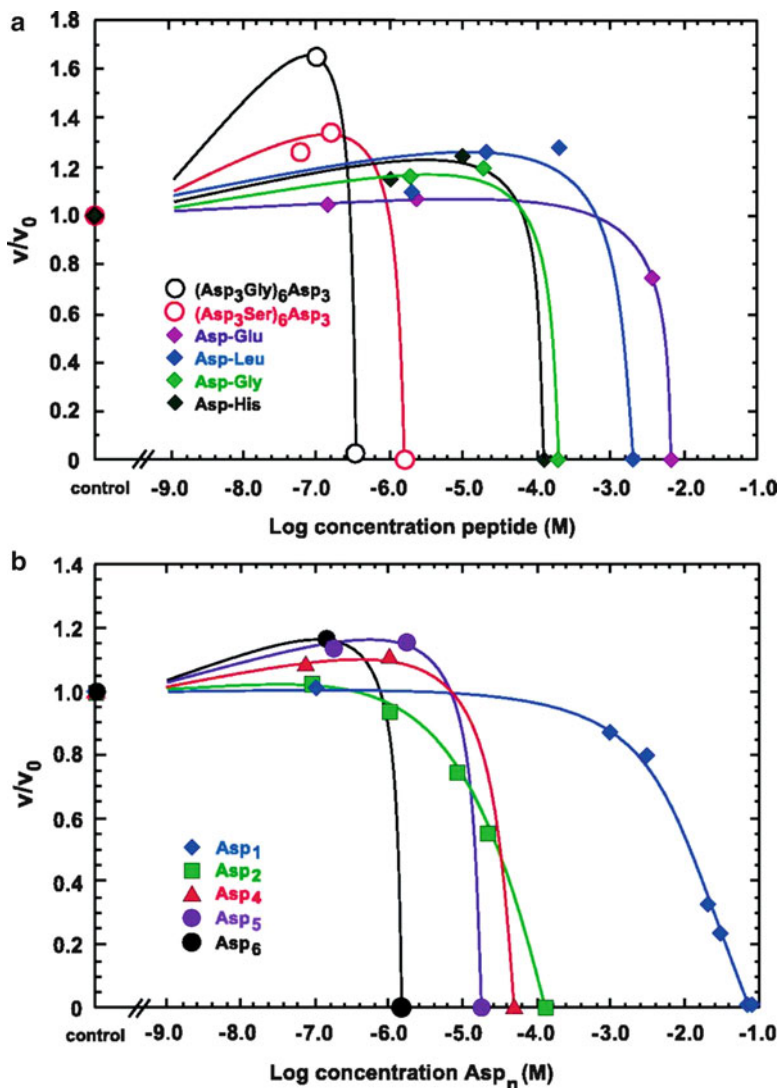 a
1.8
1.6
1.4
1.2
1.0
0.8
0.6
0.4
0.2
0
v/v0
(Asp3Gly)6Asp3
(Asp3Ser)6Asp3
Asp-Glu
Asp-Leu
Asp-Gly
Asp-His
control -9.0 -8.0 -7.0 -6.0 -5.0 -4.0 -3.0 -2.0 -1.0
Log concentration peptide (M)
b
1.4
1.2
1.0
0.8
0.6
0.4
0.2
0
v/v0
Asp1
Asp2
Asp4
Asp5
Asp6
control -9.0 -8.0 -7.0 -6.0 -5.0 -4.0 -3.0 -2.0 -1.0
Log concentration Aspn (M)